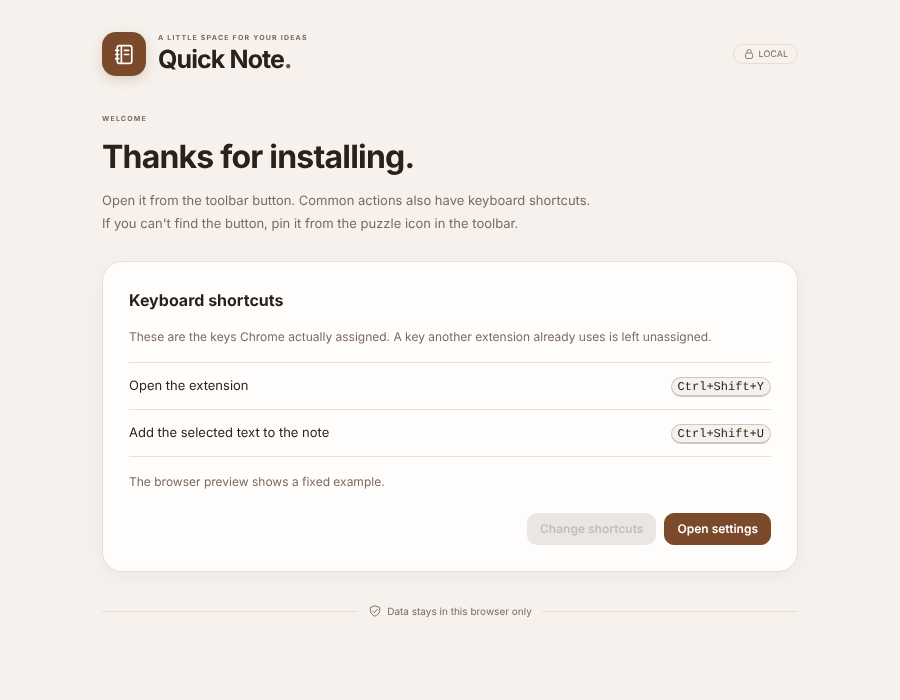 A LITTLE SPACE FOR YOUR IDEAS
Quick Note.
LOCAL
WELCOME
Thanks for installing.
Open it from the toolbar button. Common actions also have keyboard shortcuts.
If you can't find the button, pin it from the puzzle icon in the toolbar.
Keyboard shortcuts
These are the keys Chrome actually assigned. A key another extension already uses is left unassigned.
Open the extension
Ctrl+Shift+Y
Add the selected text to the note
Ctrl+Shift+U
The browser preview shows a fixed example.
Change shortcuts
Open settings
Data stays in this browser only